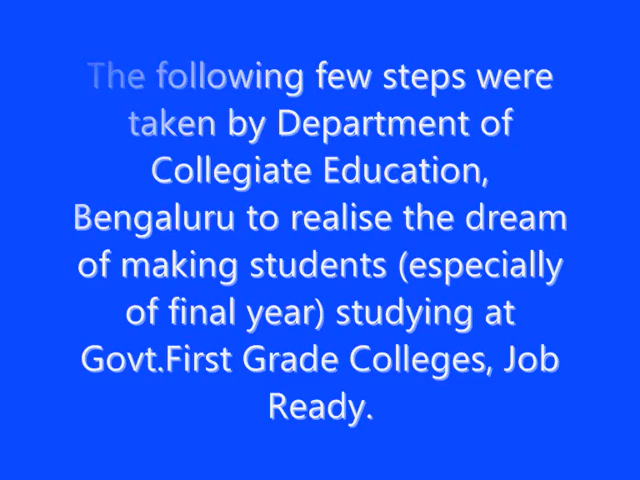 The following few steps were
taken by Department of
Collegiate Education,
Bengaluru to realise the dream
of making students (especially
of final year) studying at
Govt.First Grade Colleges, Job
Ready.